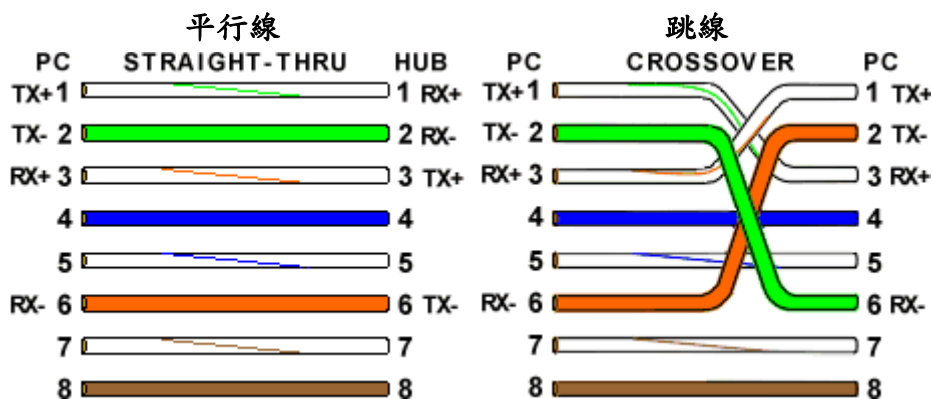 平行線 跳線
PC STRAIGHT-THRU HUB PC CROSSOVER PC
TX+ 1 1 RX+ TX+ 1 1 TX+
TX- 2 2 RX- TX- 2 2 TX-
RX+ 3 3 TX+ RX+ 3 3 RX+
4 4 4 4
5 5 5 5
RX- 6 6 TX- RX- 6 6 RX-
7 7 7 7
8 8 8 8